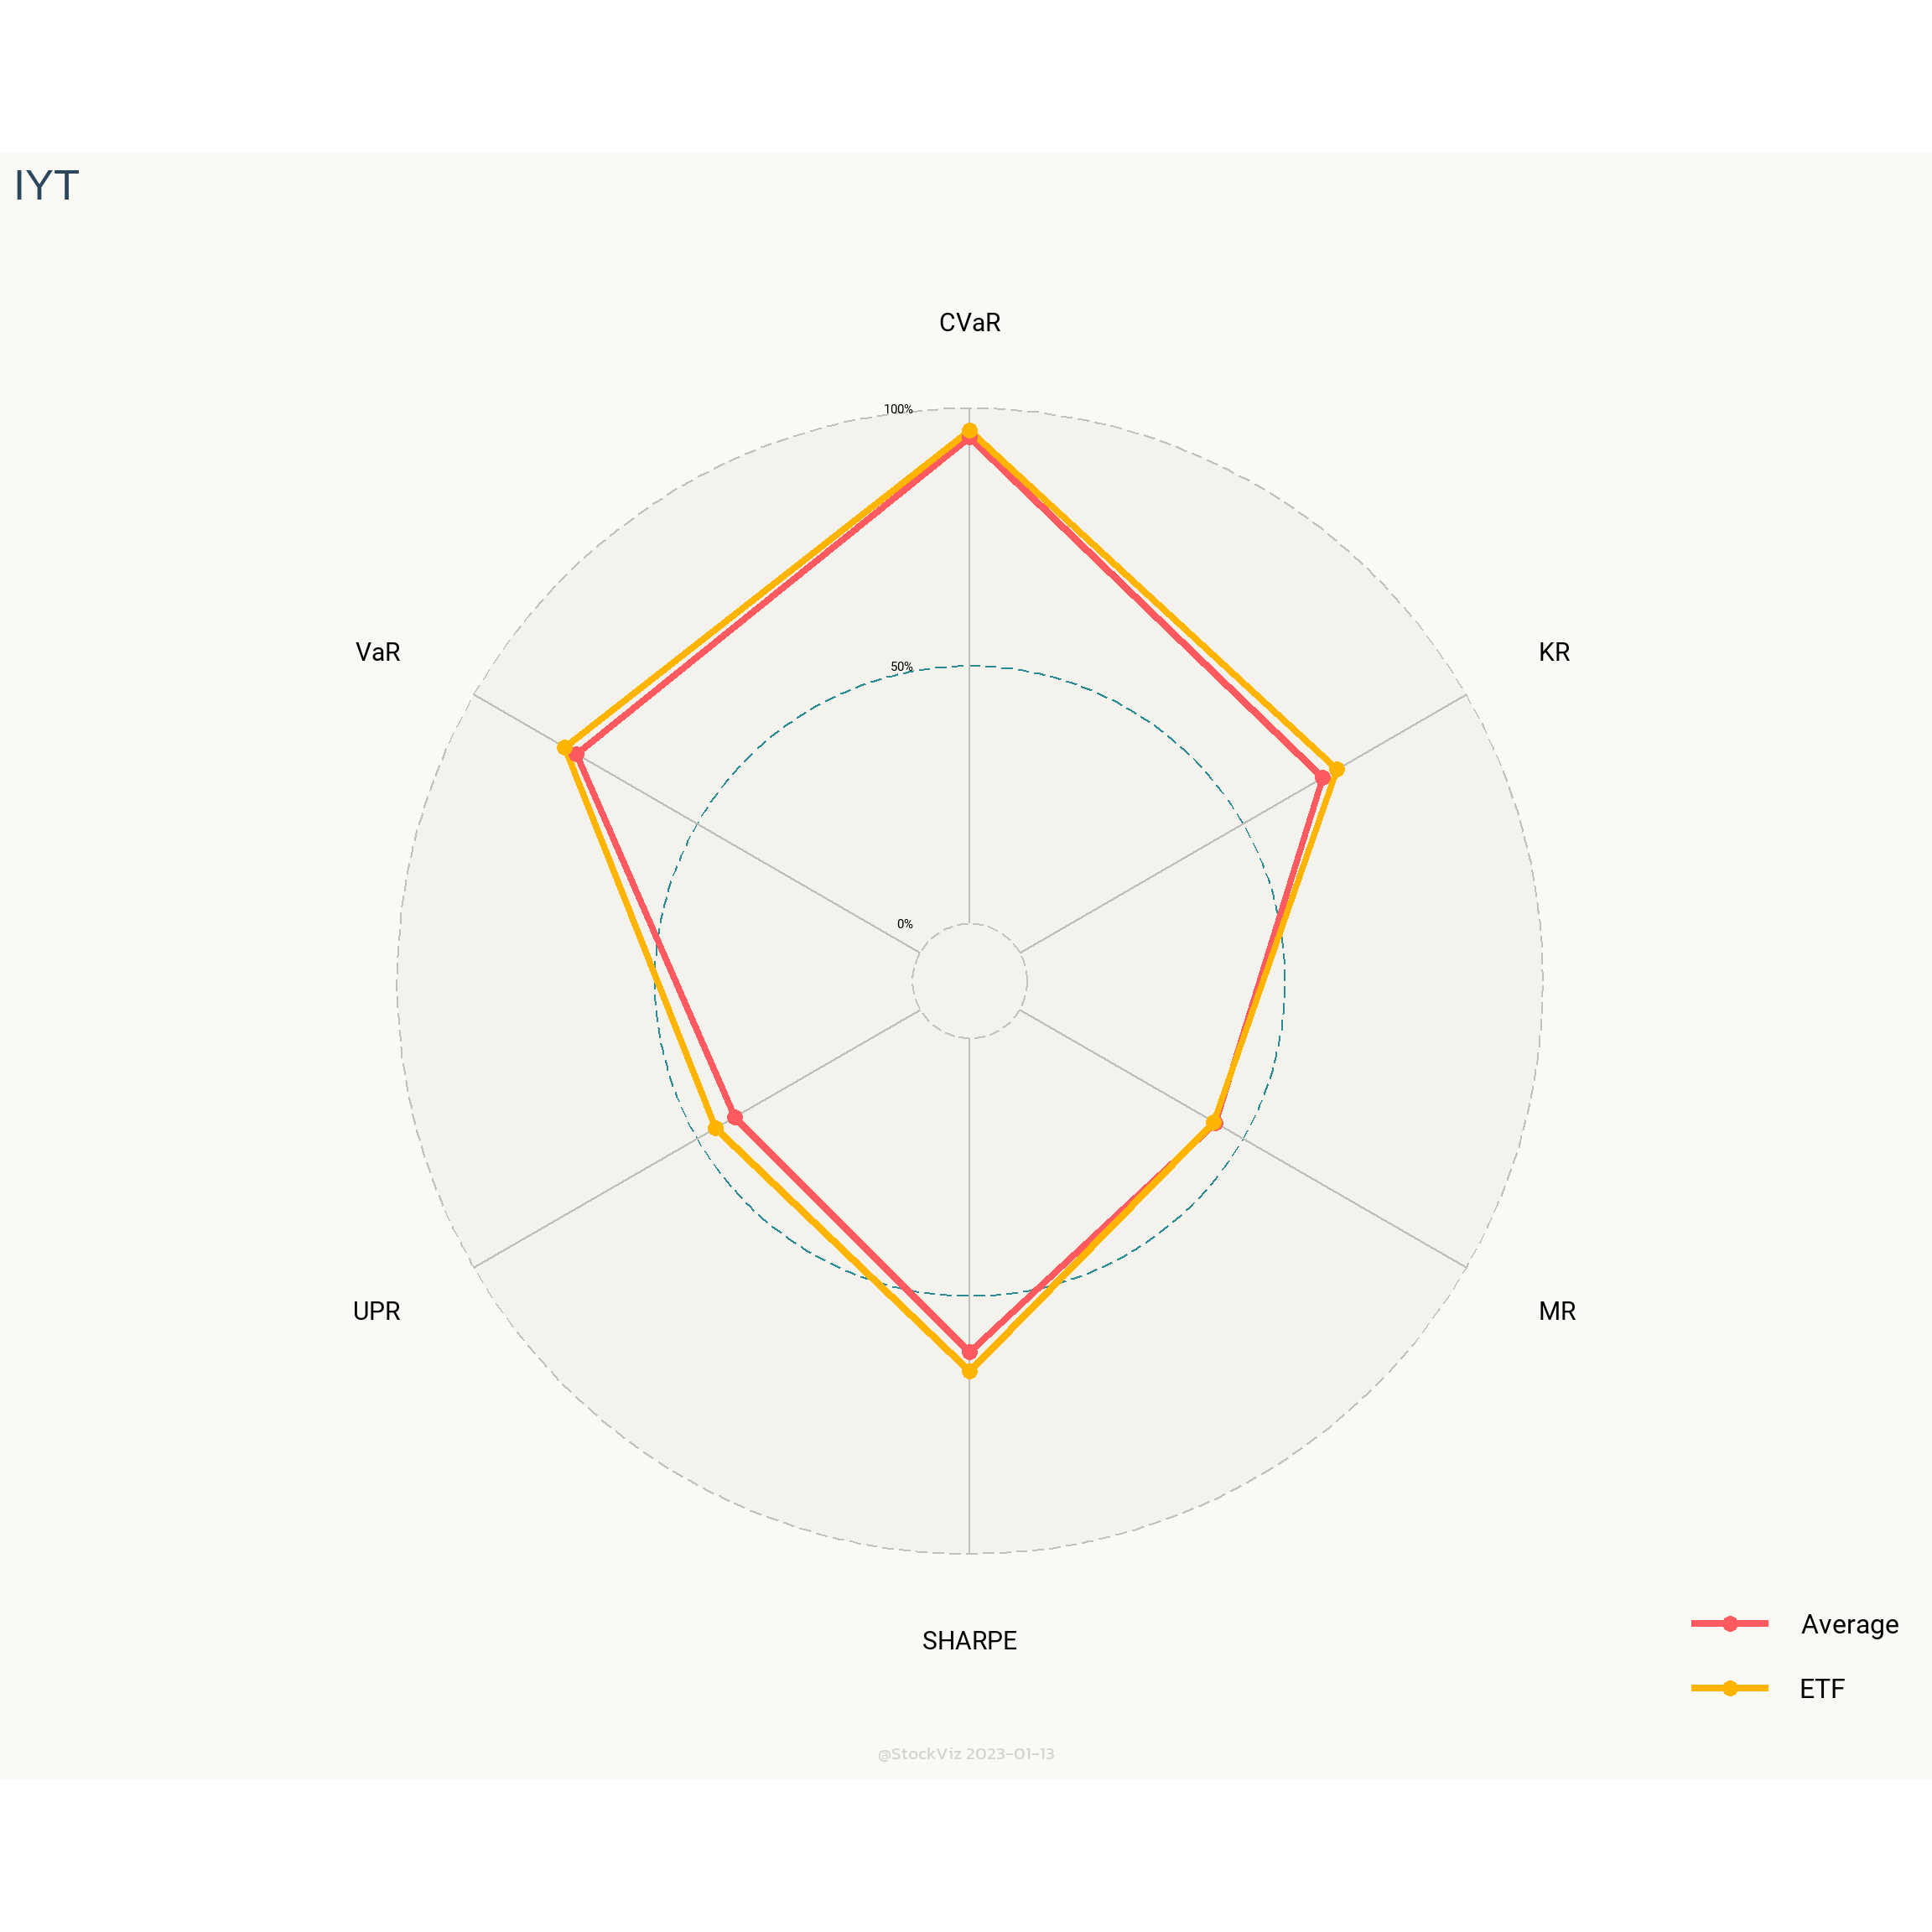 IYT
CVaR
100%
KR
VaR
50%
0%
UPR
MR
SHARPE
Average
ETF
@StockViz 2023-01-13